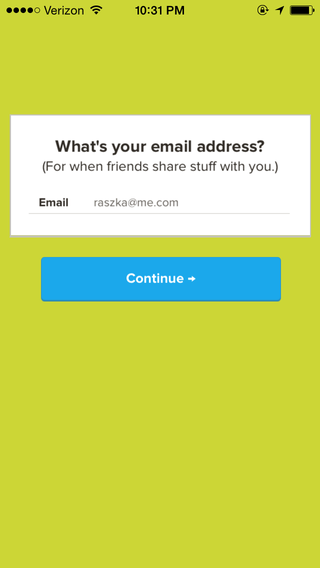 Verizon 10:31 PM
What's your email address?
(For when friends share stuff with you.)
Email raszka@me.com
Continue →